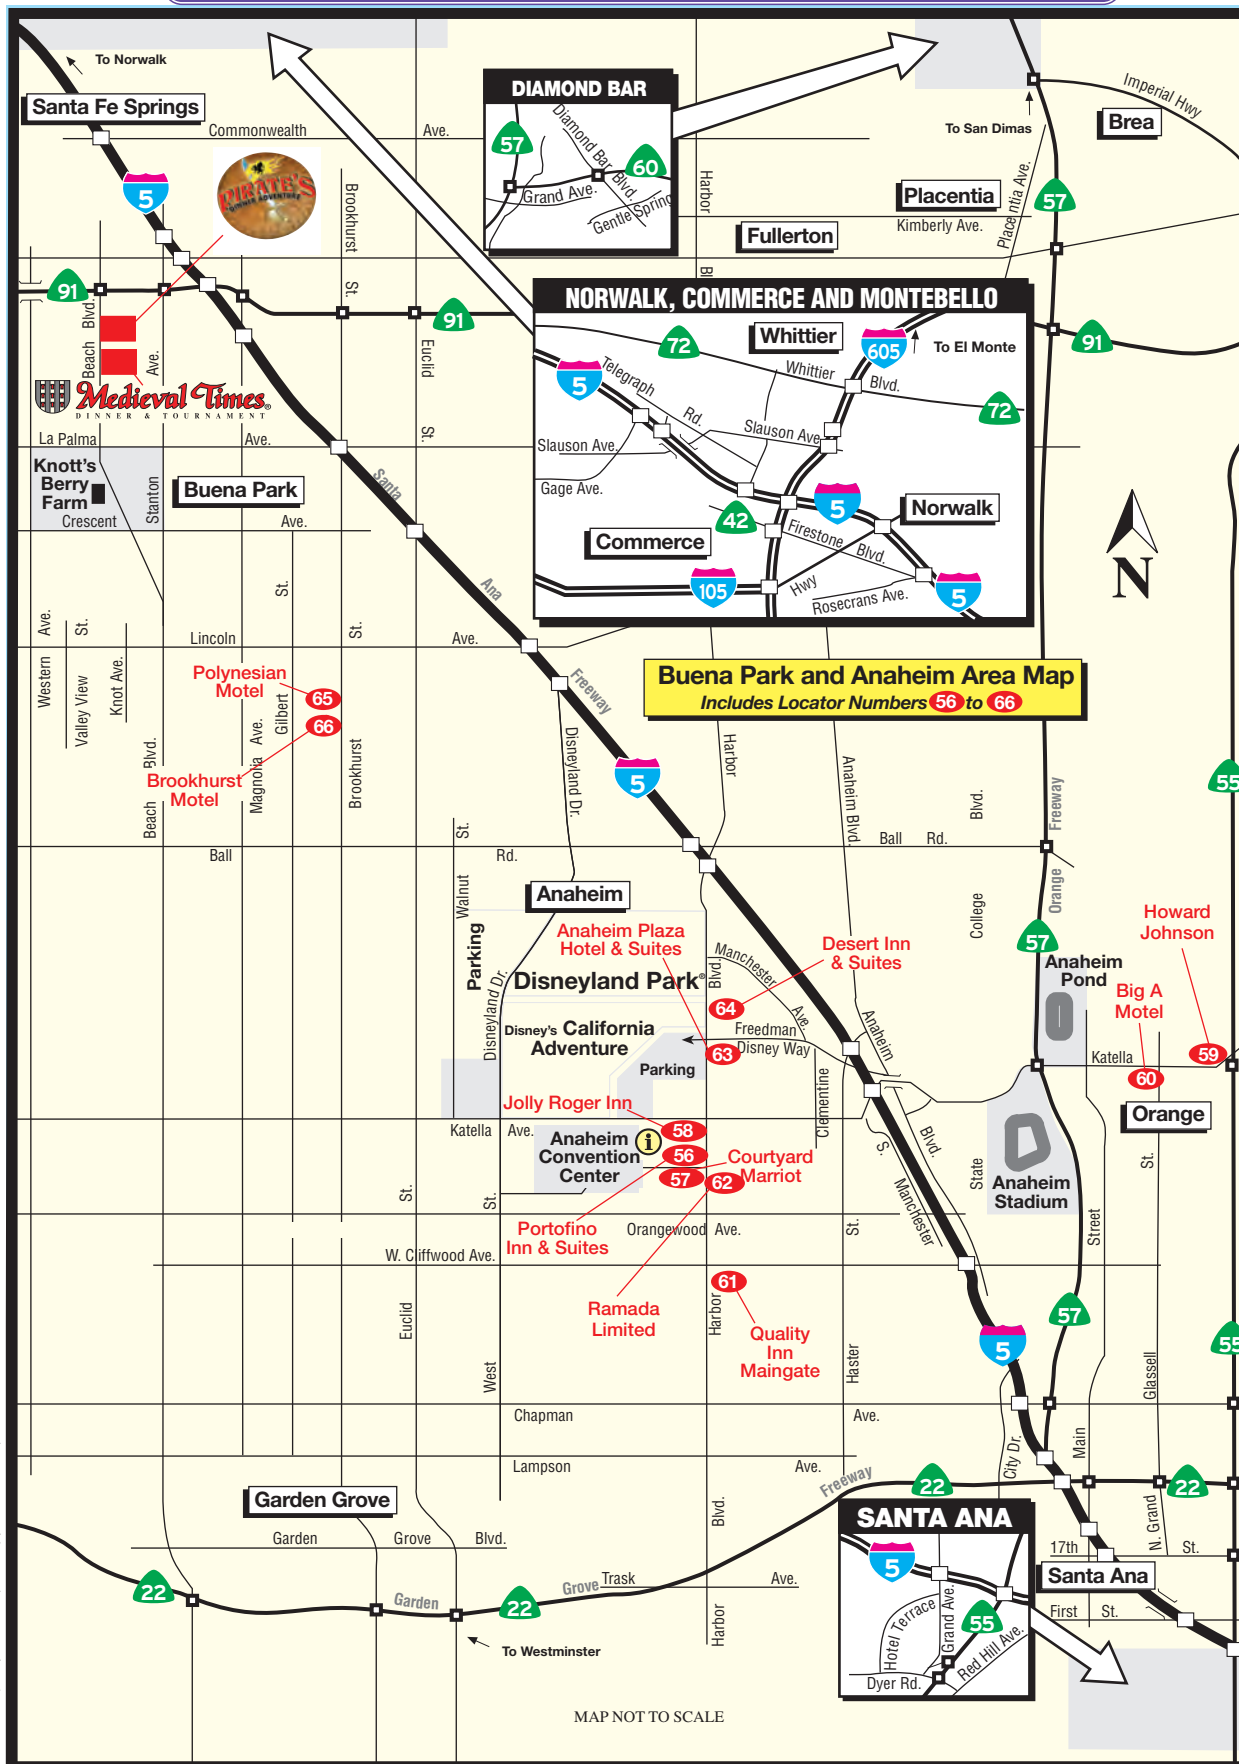 To Norwalk
Santa Fe Springs
Commonwealth
Ave.
5
PIRATE'S
DINNER ADVENTURE
Brookhurst
St.
DIAMOND BAR
57
Diamond Bar
Blvd.
60
Grand Ave.
Gentle Spring
Harbor
Bl
To San Dimas
Imperial Hwy
Brea
Placentia
Kimberly Ave.
Placentia Ave.
57
Fullerton
91
91
91
Beach Blvd.
Ave.
Euclid
St.
Medieval Times®
DINNER & TOURNAMENT
NORWALK, COMMERCE AND MONTEBELLO
72
Whittier
605
To El Monte
5
Telegraph
Rd.
Whittier
Blvd.
72
Slauson Ave.
Slauson Ave.
Gage Ave.
5
42
Norwalk
Firestone
Blvd.
Commerce
105
Hwy
Rosecrans Ave.
5
La Palma
Ave.
Knott's
Berry
Farm
Stanton
Buena Park
Crescent
Ave.
Santa
Ana
Freeway
N
Western Ave.
Valley View St.
Knot Ave.
Lincoln
Ave.
St.
Gilbert
St.
Brookhurst
Polynesian
Motel
65
66
Brookhurst
Motel
Beach Blvd.
Magnolia Ave.
Buena Park and Anaheim Area Map
Includes Locator Numbers 56 to 66
Disneyland Dr.
5
Harbor
Anaheim Blvd.
College
Blvd.
Orange
Freeway
55
Ball
Rd.
Ball
Rd.
Walnut
St.
Anaheim
Parking
Disneyland Dr.
Anaheim Plaza
Hotel & Suites
Disneyland Park®
Blvd.
Manchester
Ave.
Desert Inn
& Suites
64
Disney's California
Adventure
Freedman
Disney Way
63
Parking
Anaheim
Clementine
57
Anaheim
Pond
Howard
Johnson
Big A
Motel
Katella
59
60
Orange
Jolly Roger Inn
Katella
Ave.
58
Anaheim
Convention
Center
i
56
57
62
Courtyard
Marriot
S.
Manchester
Blvd.
State
Anaheim
Stadium
St.
Street
St.
St.
Portofino
Inn & Suites
Orangewood
Ave.
St.
W. Cliffwood Ave.
61
Ramada
Limited
Harbor
Quality
Inn
Maingate
Euclid
West
Haster
5
57
55
Glassell
Chapman
Ave.
City Dr.
Main
Lampson
Ave.
Freeway
22
22
Garden Grove
Garden
Grove
Blvd.
Blvd.
SANTA ANA
5
Hotel Terrace
Grand Ave.
55
Red Hill Ave.
Dyer Rd.
N. Grand
17th
St.
Santa Ana
First
St.
22
Garden
22
Grove
Trask
Ave.
Harbor
To Westminster
MAP NOT TO SCALE